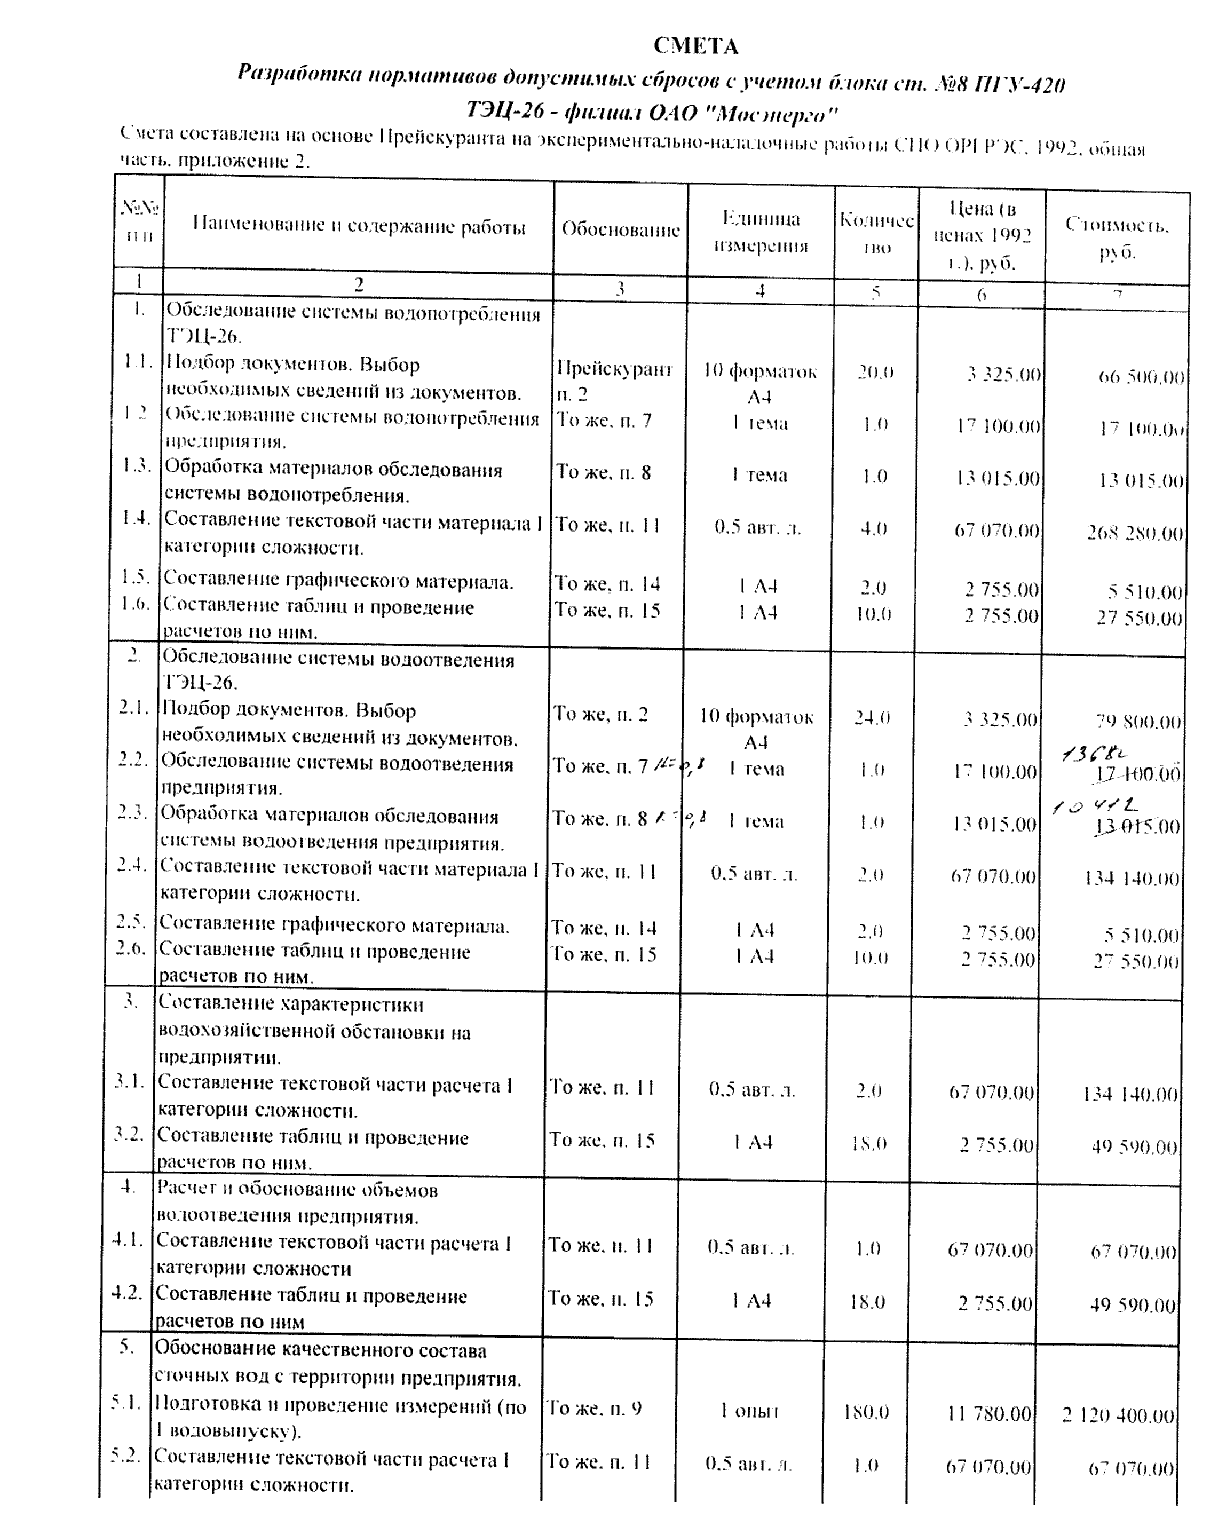 СМЕТА
Разработка нормативов допустимых сбросов с учетом блока ст. №8 ПГУ-420
ТЭЦ-26 - филиал ОАО "Мосэнерго"
Смета составлена на основе Прейскуранта на экспериментально-наладочные работы СПО ОРГРЭС, 1992, общая
часть, приложение 2.
№№ п п | Наименование и содержание работы | Обоснование | Единица измерения | Количес тво | Цена (в ценах 1992 г.), руб. | Стоимость, руб.
1 | 2 | 3 | 4 | 5 | 6 | 7
1. Обследование системы водопотребления
ТЭЦ-26.
1.1. Подбор документов. Выбор | Прейскурант | 10 форматок | 20.0 | 3 325.00 | 66 500.00
необходимых сведений из документов. | п. 2 | А4
1.2 Обследование системы водопотребления | То же, п. 7 | 1 тема | 1.0 | 17 100.00 | 17 100.00
предприятия.
1.3. Обработка материалов обследования | То же, п. 8 | 1 тема | 1.0 | 13 015.00 | 13 015.00
системы водопотребления.
1.4. Составление текстовой части материала I | То же, п. 11 | 0,5 авт. л. | 4.0 | 67 070.00 | 268 280.00
категории сложности.
1.5. Составление графического материала. | То же, п. 14 | 1 А4 | 2.0 | 2 755.00 | 5 510.00
1.6. Составление таблиц и проведение | То же, п. 15 | 1 А4 | 10.0 | 2 755.00 | 27 550.00
расчетов по ним.
2. Обследование системы водоотведения
ТЭЦ-26.
2.1. Подбор документов. Выбор | То же, п. 2 | 10 форматок | 24.0 | 3 325.00 | 79 800.00
необходимых сведений из документов. | А4
13680
2.2. Обследование системы водоотведения | То же, п. 7 К=0,8 | 1 тема | 1.0 | 17 100.00 | 17 100.00
предприятия.
10 412
2.3. Обработка материалов обследования | То же, п. 8 К=0,8 | 1 тема | 1.0 | 13 015.00 | 13 015.00
системы водоотведения предприятия.
2.4. Составление текстовой части материала I | То же, п. 11 | 0,5 авт. л. | 2.0 | 67 070.00 | 134 140.00
категории сложности.
2.5. Составление графического материала. | То же, п. 14 | 1 А4 | 2.0 | 2 755.00 | 5 510.00
2.6. Составление таблиц и проведение | То же, п. 15 | 1 А4 | 10.0 | 2 755.00 | 27 550.00
расчетов по ним.
3. Составление характеристики
водохозяйственной обстановки на
предприятии.
3.1. Составление текстовой части расчета I | То же, п. 11 | 0,5 авт. л. | 2.0 | 67 070.00 | 134 140.00
категории сложности.
3.2. Составление таблиц и проведение | То же, п. 15 | 1 А4 | 18.0 | 2 755.00 | 49 590.00
расчетов по ним.
4. Расчет и обоснование объемов
водоотведения предприятия.
4.1. Составление текстовой части расчета I | То же, п. 11 | 0,5 авт. л. | 1.0 | 67 070.00 | 67 070.00
категории сложности
4.2. Составление таблиц и проведение | То же, п. 15 | 1 А4 | 18.0 | 2 755.00 | 49 590.00
расчетов по ним
5. Обоснование качественного состава
сточных вод с территории предприятия.
5.1. Подготовка и проведение измерений (по | То же, п. 9 | 1 опыт | 180.0 | 11 780.00 | 2 120 400.00
1 водовыпуску).
5.2. Составление текстовой части расчета I | То же, п. 11 | 0,5 авт. л. | 1.0 | 67 070.00 | 67 070.00
категории сложности.